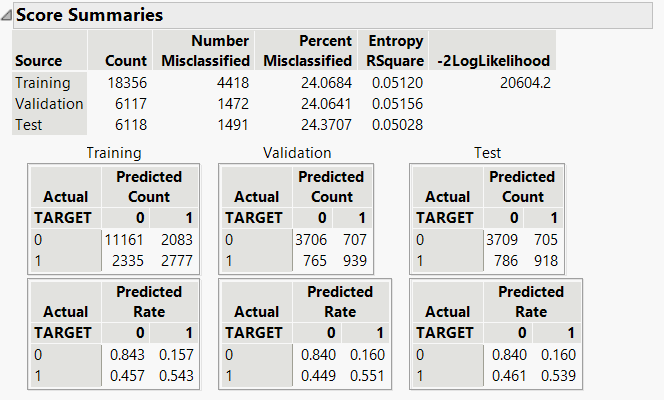 Score Summaries
Number Percent Entropy
Source Count Misclassified Misclassified RSquare -2LogLikelihood
Training 18356 4418 24.0684 0.05120 20604.2
Validation 6117 1472 24.0641 0.05156
Test 6118 1491 24.3707 0.05028
Training Validation Test
Predicted Predicted Predicted
Actual Count Actual Count Actual Count
TARGET 0 1 TARGET 0 1 TARGET 0 1
0 11161 2083 0 3706 707 0 3709 705
1 2335 2777 1 765 939 1 786 918
Predicted Predicted Predicted
Actual Rate Actual Rate Actual Rate
TARGET 0 1 TARGET 0 1 TARGET 0 1
0 0.843 0.157 0 0.840 0.160 0 0.840 0.160
1 0.457 0.543 1 0.449 0.551 1 0.461 0.539